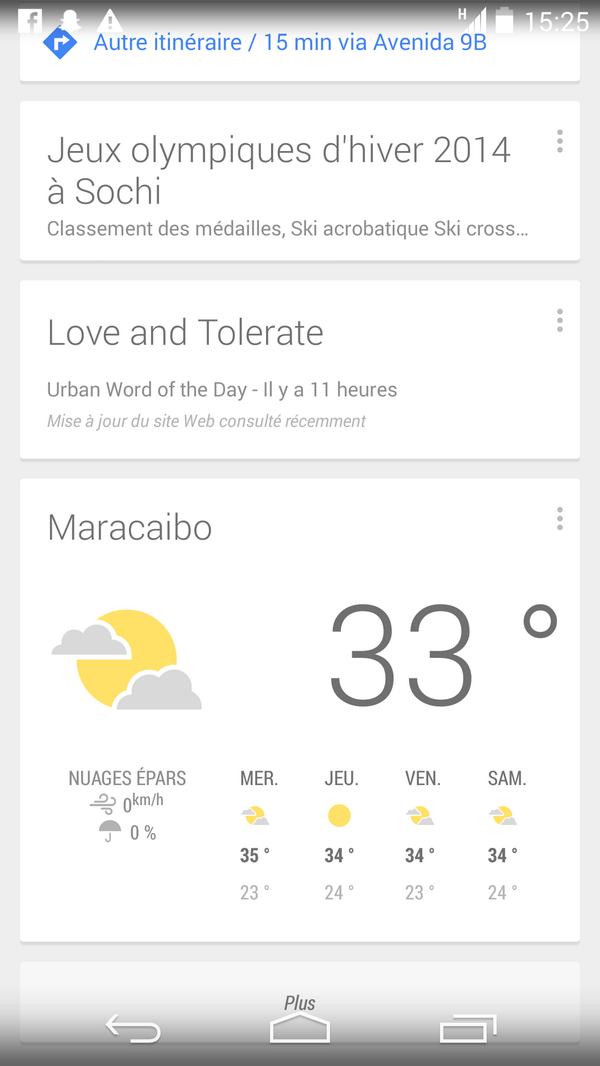 H 15:25
Autre itinéraire / 15 min via Avenida 9B
Jeux olympiques d'hiver 2014
à Sochi
Classement des médailles, Ski acrobatique Ski cross…
Love and Tolerate
Urban Word of the Day - Il y a 11 heures
Mise à jour du site Web consulté récemment
Maracaibo
33 °
NUAGES ÉPARS
0km/h
0 %
MER. JEU. VEN. SAM.
35 ° 34 ° 34 ° 34 °
23 ° 24 ° 23 ° 24 °
Plus